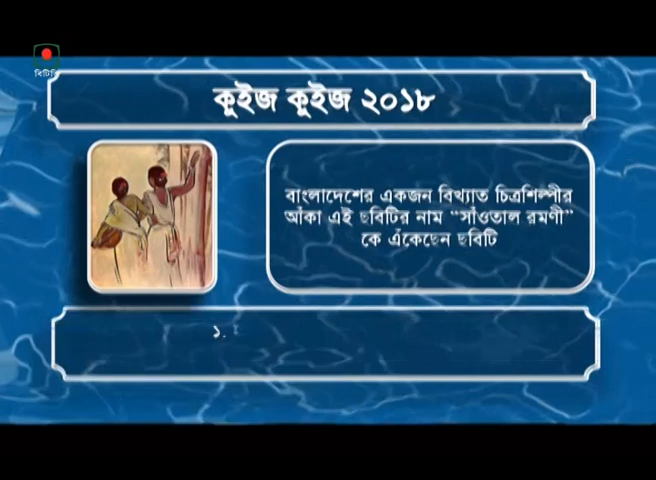 বিটিভি
কুইজ কুইজ ২০১৮
বাংলাদেশের একজন বিখ্যাত চিত্রশিল্পীর
আঁকা এই ছবিটির নাম “সাঁওতাল রমণী”
কে এঁকেছেন ছবিটি
১.